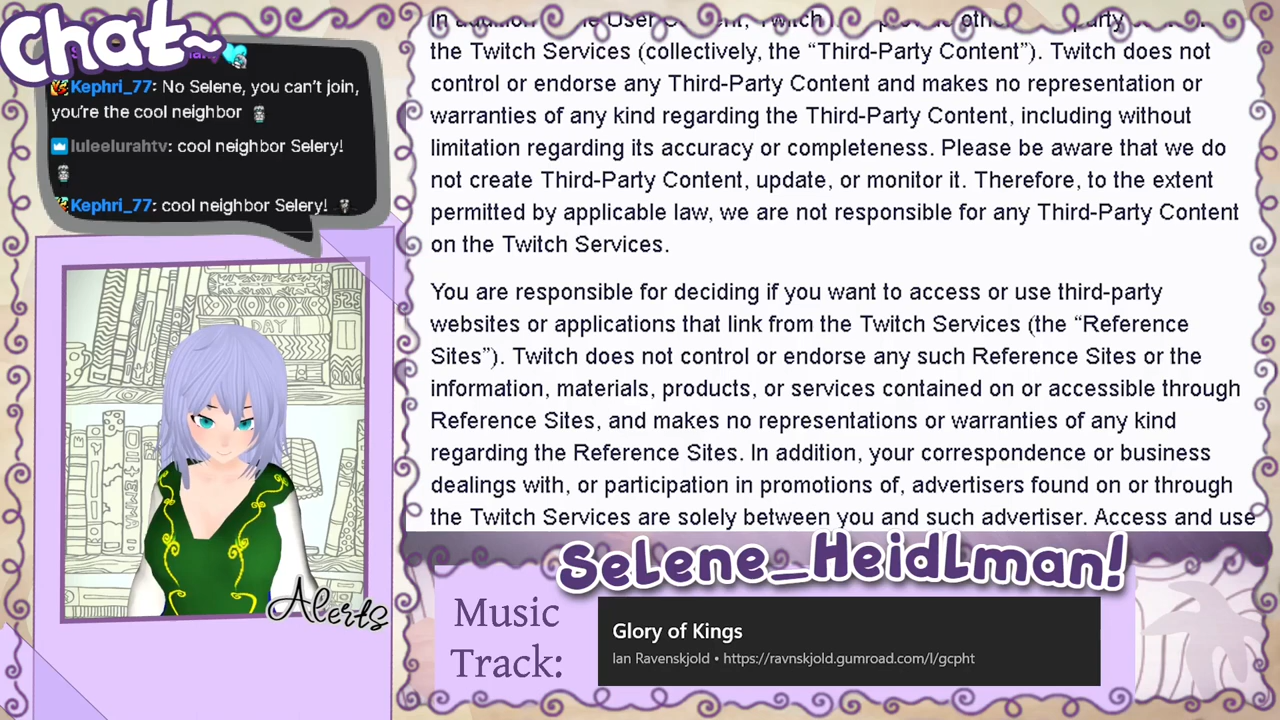 Chat~
Kephri_77: No Selene, you can't join,
you're the cool neighbor
luleelurahtv: cool neighbor Selery!
Kephri_77: cool neighbor Selery!
DAY
EMMA
Alerts
the Twitch Services (collectively, the “Third-Party Content”). Twitch does not
control or endorse any Third-Party Content and makes no representation or
warranties of any kind regarding the Third-Party Content, including without
limitation regarding its accuracy or completeness. Please be aware that we do
not create Third-Party Content, update, or monitor it. Therefore, to the extent
permitted by applicable law, we are not responsible for any Third-Party Content
on the Twitch Services.
You are responsible for deciding if you want to access or use third-party
websites or applications that link from the Twitch Services (the “Reference
Sites”). Twitch does not control or endorse any such Reference Sites or the
information, materials, products, or services contained on or accessible through
Reference Sites, and makes no representations or warranties of any kind
regarding the Reference Sites. In addition, your correspondence or business
dealings with, or participation in promotions of, advertisers found on or through
the Twitch Services are solely between you and such advertiser. Access and use
Selene_Heidlman!
Music
Track:
Glory of Kings
Ian Ravenskjold • https://ravnskjold.gumroad.com/l/gcpht